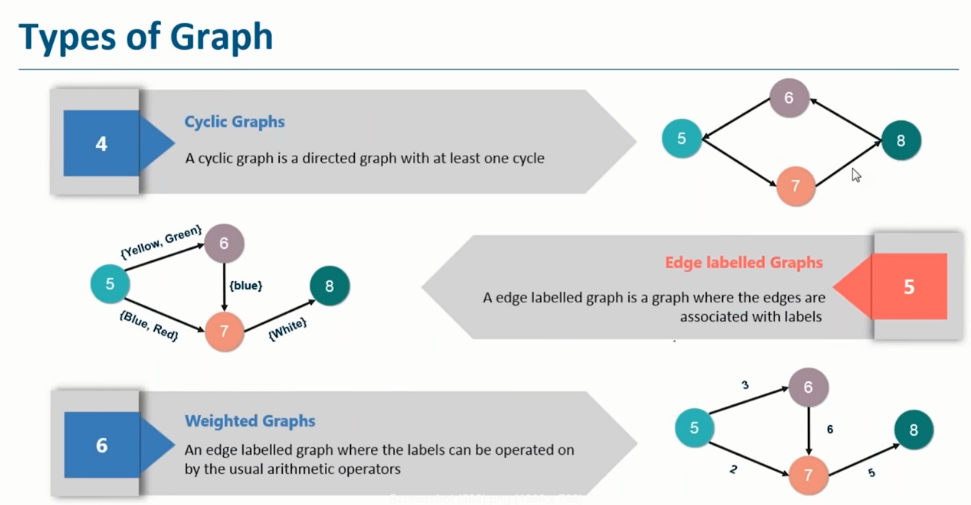 Types of Graph
4
Cyclic Graphs
A cyclic graph is a directed graph with at least one cycle
6
5
8
7
{Yellow, Green}
6
5
{blue}
8
{Blue, Red}
7
{White}
Edge labelled Graphs
A edge labelled graph is a graph where the edges are
associated with labels
5
6
Weighted Graphs
An edge labelled graph where the labels can be operated on
by the usual arithmetic operators
3
6
5
6
8
2
7
5